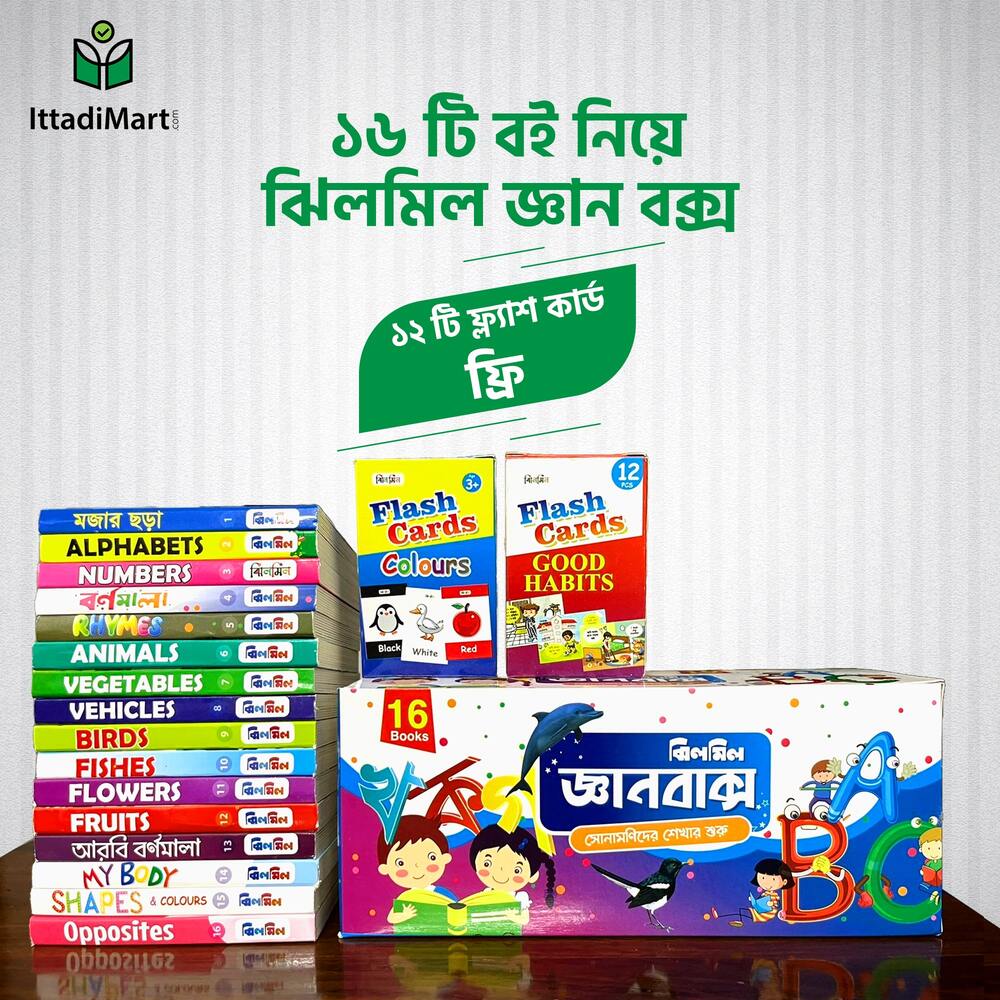 IttadiMart.com
১৬ টি বই নিয়ে
ঝিলমিল জ্ঞান বক্স
১২ টি ফ্ল্যাশ কার্ড
ফ্রি
ঝিলমিল
Age 3+
Flash
Cards
Colours
Black
White
Red
ঝিলমিল
12
PCS
Flash
Cards
GOOD
HABITS
মজার ছড়া 1 ঝিলমিল
ALPHABETS 2 ঝিলমিল
NUMBERS 3 ঝিলমিল
বর্ণমালা 4 ঝিলমিল
RHYMES 5 ঝিলমিল
ANIMALS 6 ঝিলমিল
VEGETABLES 7 ঝিলমিল
VEHICLES 8 ঝিলমিল
BIRDS 9 ঝিলমিল
FISHES 10 ঝিলমিল
FLOWERS 11 ঝিলমিল
FRUITS 12 ঝিলমিল
আরবি বর্ণমালা 13 ঝিলমিল
MY BODY 14 ঝিলমিল
SHAPES & COLOURS 15 ঝিলমিল
Opposites 16 ঝিলমিল
16
Books
ঝিলমিল
জ্ঞানবাক্স
সোনামণিদের শেখার শুরু
খ ক গ
A B C